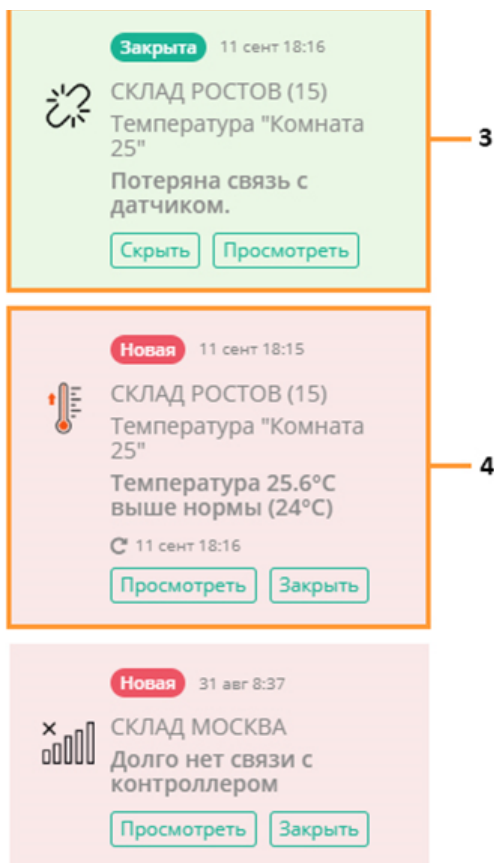 Закрыта 11 сент 18:16
СКЛАД РОСТОВ (15)
Температура "Комната
25"
Потеряна связь с
датчиком.
Скрыть Просмотреть
3
Новая 11 сент 18:15
СКЛАД РОСТОВ (15)
Температура "Комната
25"
Температура 25.6°C
выше нормы (24°C)
11 сент 18:16
Просмотреть Закрыть
4
Новая 31 авг 8:37
СКЛАД МОСКВА
Долго нет связи с
контроллером
Просмотреть Закрыть